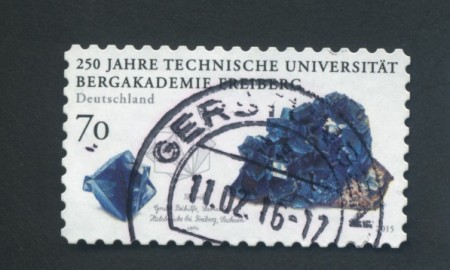 250 JAHRE TECHNISCHE UNIVERSITÄT
BERGAKADEMIE FREIBERG
Deutschland
70
GERS
11.02.16-17
2015